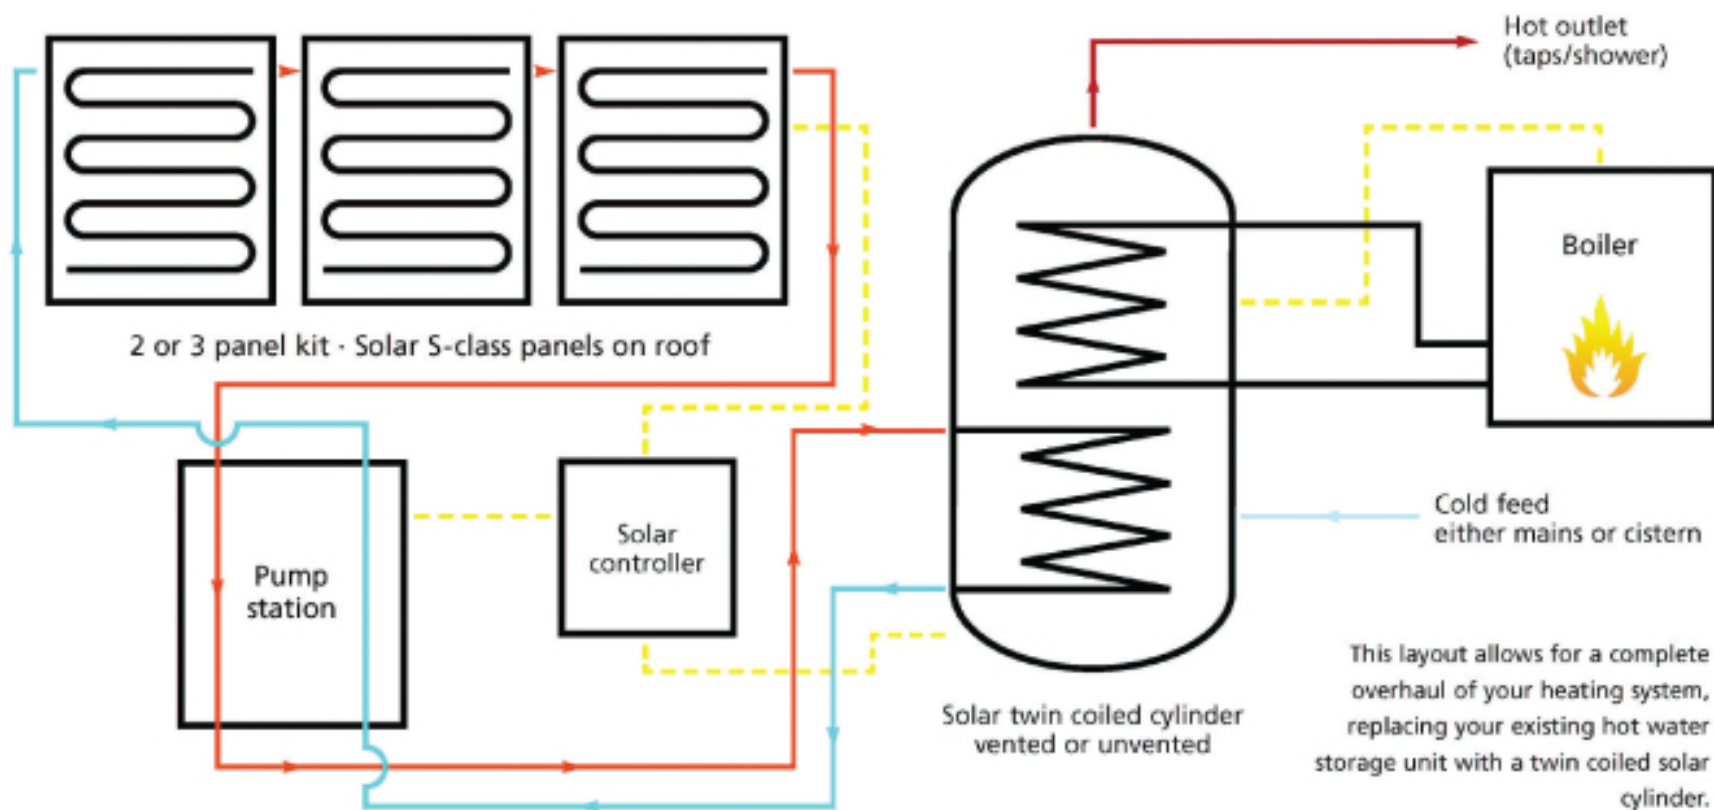 Hot outlet
(taps/shower)
Boiler
2 or 3 panel kit · Solar S-class panels on roof
Cold feed
either mains or cistern
Solar
controller
Pump
station
Solar twin coiled cylinder
vented or unvented
This layout allows for a complete
overhaul of your heating system,
replacing your existing hot water
storage unit with a twin coiled solar
cylinder.